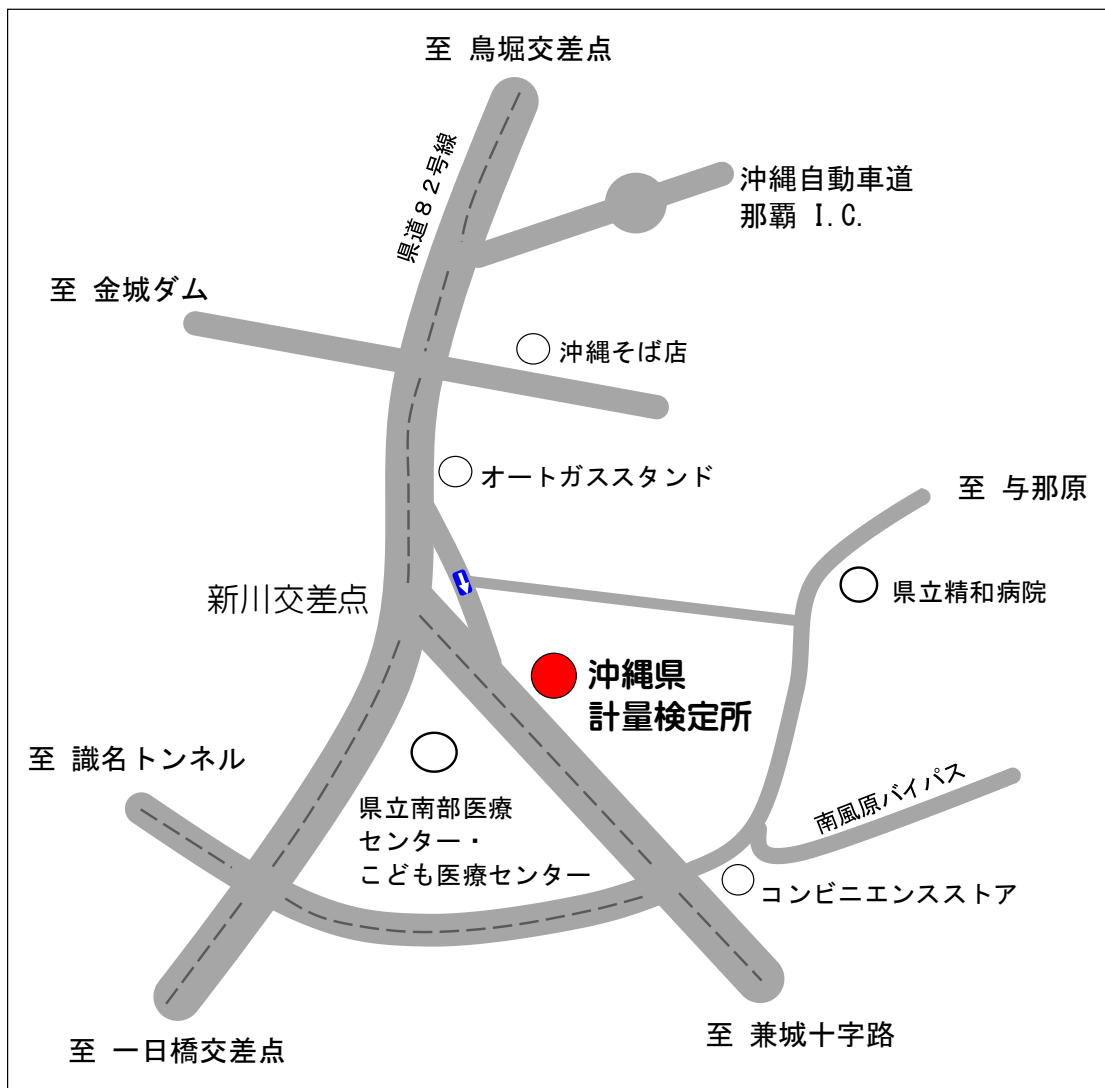 至 鳥堀交差点
県道８２号線
沖縄自動車道
那覇 I.C.
至 金城ダム
沖縄そば店
オートガススタンド
至 与那原
新川交差点
県立精和病院
沖縄県
計量検定所
至 識名トンネル
県立南部医療
センター・
こども医療センター
南風原バイパス
コンビニエンスストア
至 一日橋交差点
至 兼城十字路